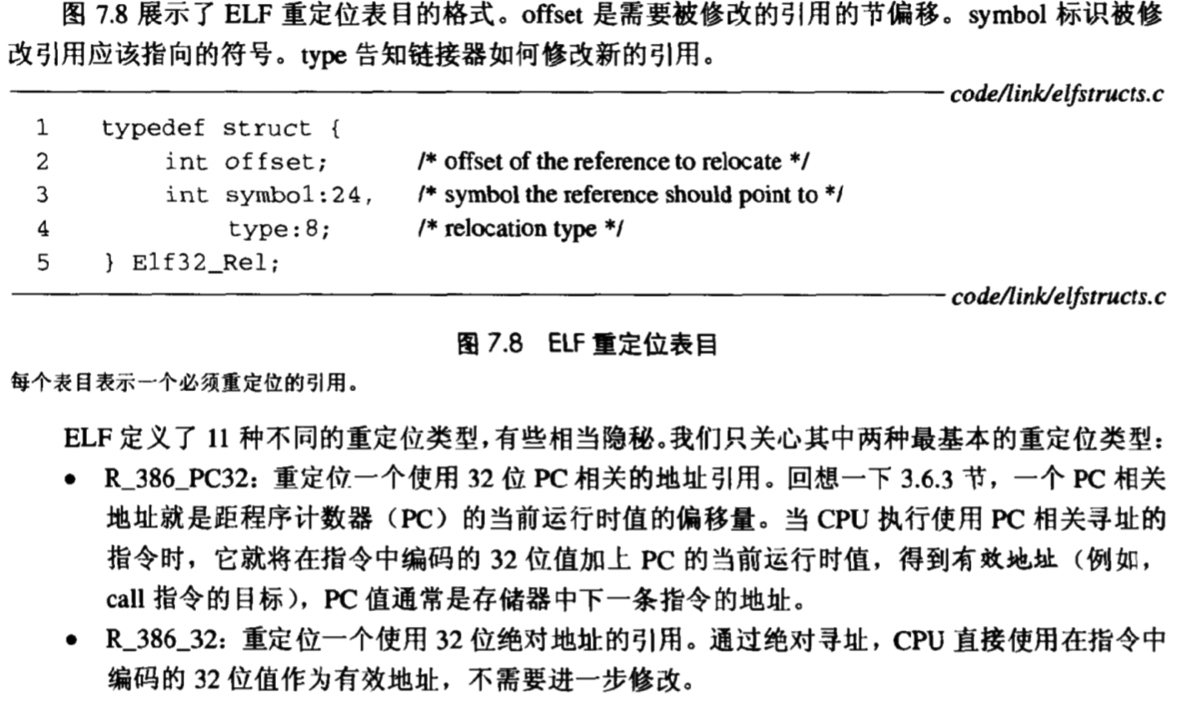 图 7.8 展示了 ELF 重定位表目的格式。offset 是需要被修改的引用的节偏移。symbol 标识被修
改引用应该指向的符号。type 告知链接器如何修改新的引用。
code/link/elfstructs.c
1 typedef struct {
2 int offset; /* offset of the reference to relocate */
3 int symbol:24, /* symbol the reference should point to */
4 type:8; /* relocation type */
5 } Elf32_Rel;
code/link/elfstructs.c
图 7.8 ELF 重定位表目
每个表目表示一个必须重定位的引用。
ELF 定义了 11 种不同的重定位类型,有些相当隐秘。我们只关心其中两种最基本的重定位类型:
● R_386_PC32：重定位一个使用 32 位 PC 相关的地址引用。回想一下 3.6.3 节，一个 PC 相关
地址就是距程序计数器（PC）的当前运行时值的偏移量。当 CPU 执行使用 PC 相关寻址的
指令时，它就将在指令中编码的 32 位值加上 PC 的当前运行时值，得到有效地址（例如，
call 指令的目标），PC 值通常是存储器中下一条指令的地址。
● R_386_32：重定位一个使用 32 位绝对地址的引用。通过绝对寻址，CPU 直接使用在指令中
编码的 32 位值作为有效地址，不需要进一步修改。